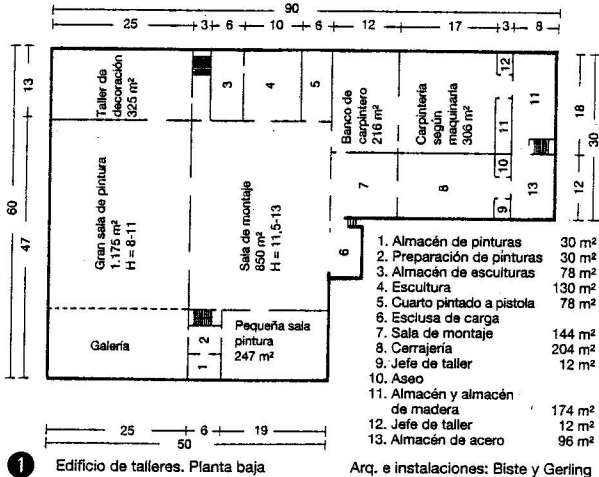 90
25 3 6 10 6 12 17 3 8
13
47
60
18
12
30
Taller de
decoración
325 m²
3
4
5
Banco de
carpintero
216 m²
Carpintería
según
maquinaria
306 m²
12
11
11
10
13
9
7
8
6
Gran sala de pintura
1.175 m²
H = 8-11
Sala de montaje
850 m²
H = 11,5-13
Galería
2
1
Pequeña sala
pintura
247 m²
25 6 19
50
1. Almacén de pinturas 30 m²
2. Preparación de pinturas 30 m²
3. Almacén de esculturas 78 m²
4. Escultura 130 m²
5. Cuarto pintado a pistola 78 m²
6. Esclusa de carga
7. Sala de montaje 144 m²
8. Cerrajería 204 m²
9. Jefe de taller 12 m²
10. Aseo
11. Almacén y almacén
de madera 174 m²
12. Jefe de taller 12 m²
13. Almacén de acero 96 m²
1 Edificio de talleres. Planta baja
Arq. e instalaciones: Biste y Gerling